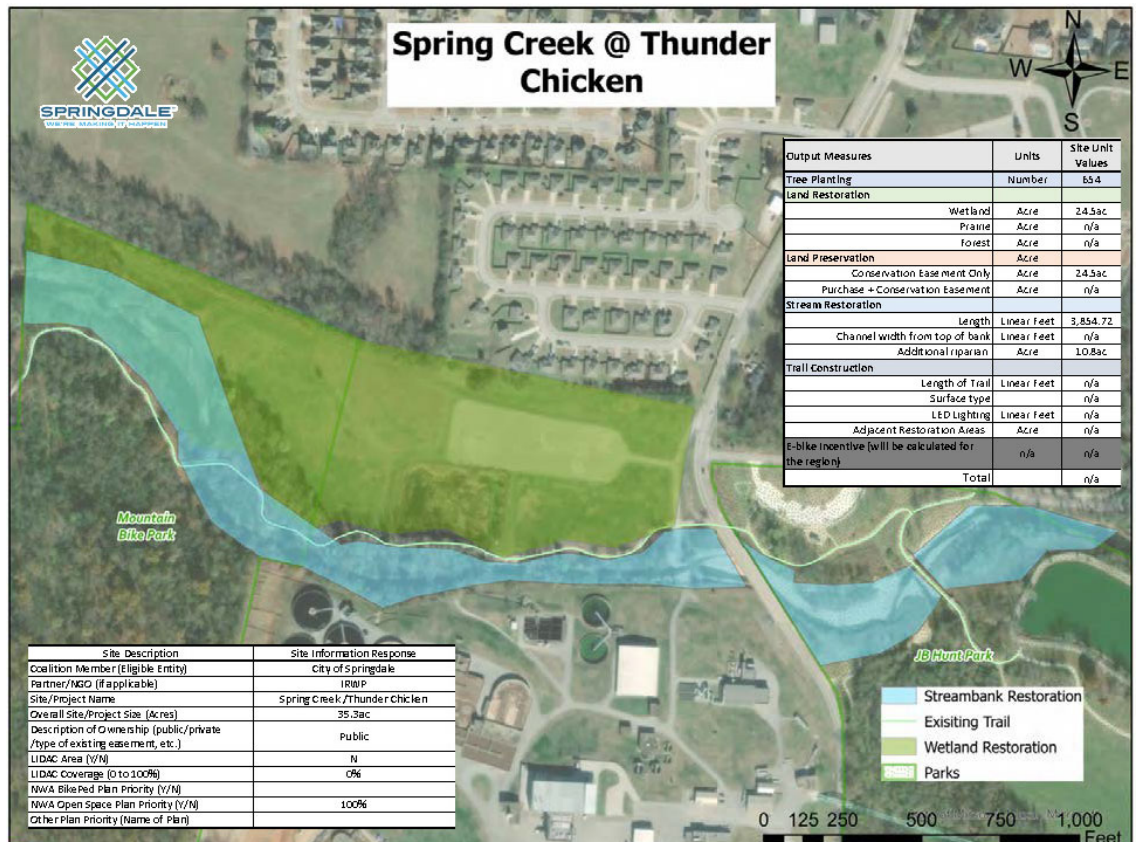 SPRINGDALE
WE'RE MAKING IT HAPPEN
Spring Creek @ Thunder
Chicken
N
W E
S
Output Measures Units Site Unit Values
Tree Planting Number 654
Land Restoration
Wetland Acre 24.5ac
Prairie Acre n/a
Forest Acre n/a
Land Preservation Acre
Conservation Easement Only Acre 24.5ac
Purchase + Conservation Easement Acre n/a
Stream Restoration
Length Linear Feet 3,854.72
Channel width from top of bank Linear Feet n/a
Additional riparian Acre 10.8ac
Trail Construction
Length of Trail Linear Feet n/a
Surface type n/a
LED Lighting Linear Feet n/a
Adjacent Restoration Areas Acre n/a
E-bike Incentive (will be calculated for
the region) n/a n/a
Total n/a
Mountain
Bike Park
JB Hunt Park
Site Description Site Information Response
Coalition Member (Eligible Entity) City of Springdale
Partner/NGO (if applicable) IRWP
Site/Project Name Spring Creek /Thunder Chicken
Overall Site/Project Size (Acres) 35.3ac
Description of Ownership (public/private
/type of existing easement, etc.) Public
LIDAC Area (Y/N) N
LIDAC Coverage (0 to 100%) 0%
NWA BikePed Plan Priority (Y/N)
NWA Open Space Plan Priority (Y/N) 100%
Other Plan Priority (Name of Plan)
Streambank Restoration
Exisiting Trail
Wetland Restoration
Parks
0 125 250 500 750 1,000
Feet